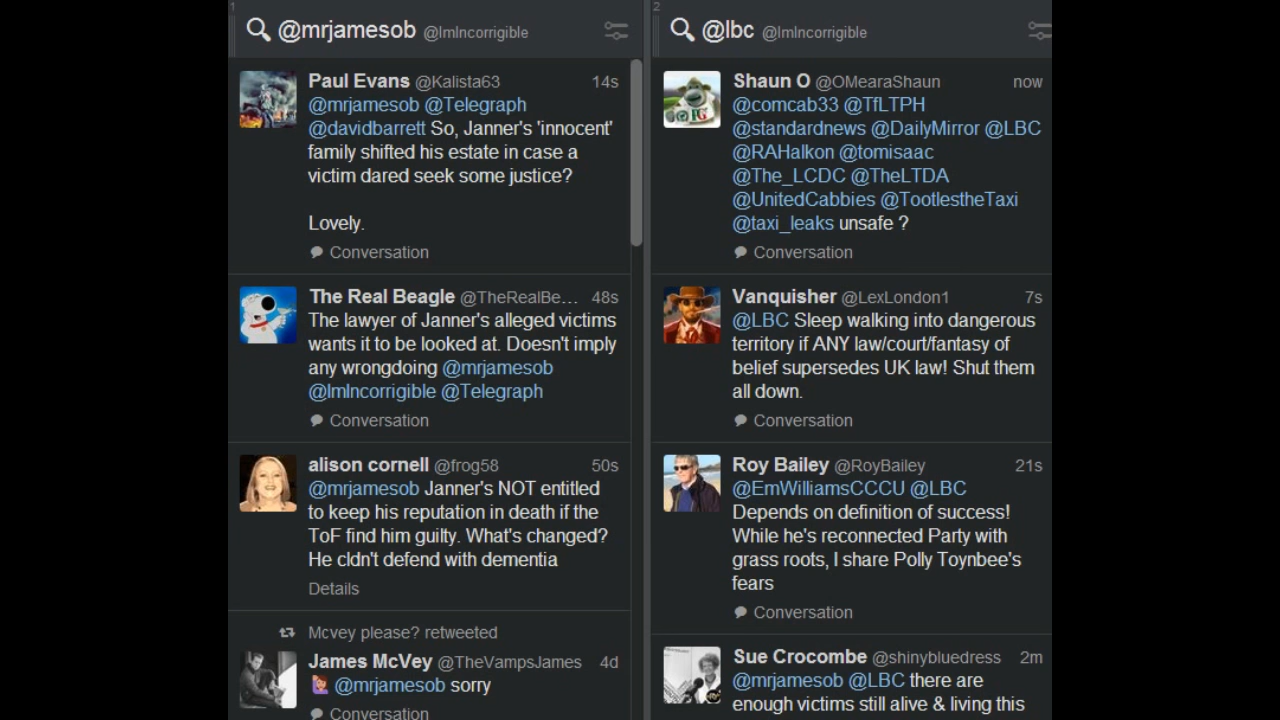 1
@mrjamesob @ImIncorrigible
Paul Evans @Kalista63 14s
@mrjamesob @Telegraph
@davidbarrett So, Janner's 'innocent'
family shifted his estate in case a
victim dared seek some justice?
Lovely.
Conversation
The Real Beagle @TheRealBe... 48s
The lawyer of Janner's alleged victims
wants it to be looked at. Doesn't imply
any wrongdoing @mrjamesob
@ImIncorrigible @Telegraph
Conversation
alison cornell @frog58 50s
@mrjamesob Janner's NOT entitled
to keep his reputation in death if the
ToF find him guilty. What's changed?
He cldn't defend with dementia
Details
Mcvey please? retweeted
James McVey @TheVampsJames 4d
🙋 @mrjamesob sorry
Conversation
2
@lbc @ImIncorrigible
Shaun O @OMearaShaun now
@comcab33 @TfLTPH
@standardnews @DailyMirror @LBC
@RAHalkon @tomisaac
@The_LCDC @TheLTDA
@UnitedCabbies @TootlestheTaxi
@taxi_leaks unsafe ?
Conversation
Vanquisher @LexLondon1 7s
@LBC Sleep walking into dangerous
territory if ANY law/court/fantasy of
belief supersedes UK law! Shut them
all down.
Conversation
Roy Bailey @RoyBailey 21s
@EmWilliamsCCCU @LBC
Depends on definition of success!
While he's reconnected Party with
grass roots, I share Polly Toynbee's
fears
Conversation
Sue Crocombe @shinybluedress 2m
@mrjamesob @LBC there are
enough victims still alive & living this